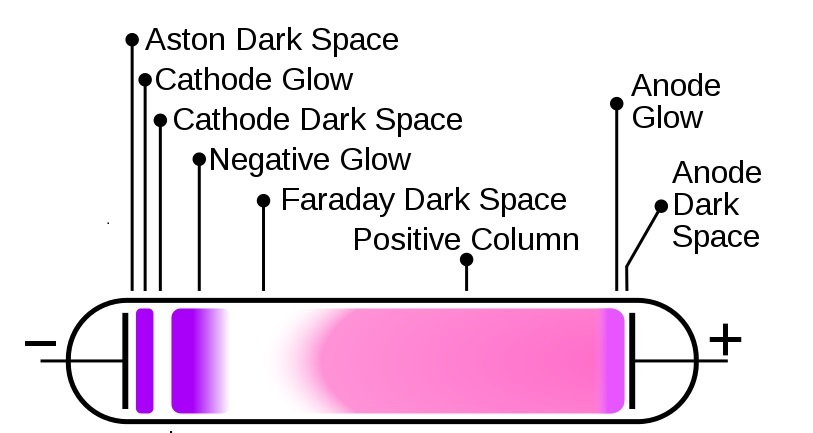 Aston Dark Space
Cathode Glow
Cathode Dark Space
Negative Glow
Faraday Dark Space
Positive Column
Anode
Glow
Anode
Dark
Space
−
+